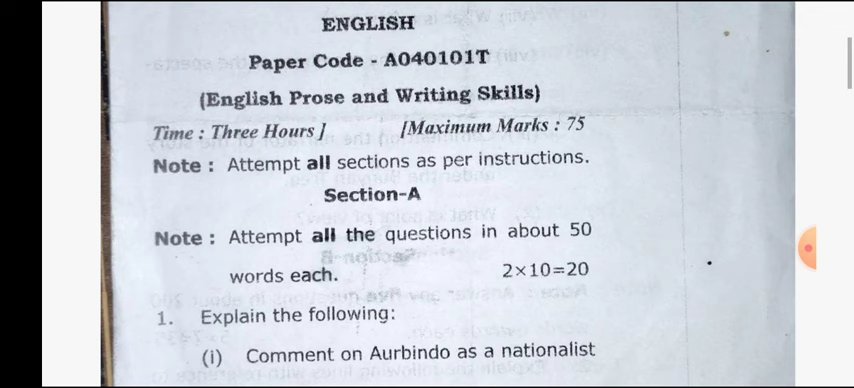 ENGLISH
Paper Code - A040101T
(English Prose and Writing Skills)
Time : Three Hours ] [Maximum Marks : 75
Note : Attempt all sections as per instructions.
Section-A
Note : Attempt all the questions in about 50
words each. 2×10=20
1. Explain the following:
(i) Comment on Aurbindo as a nationalist